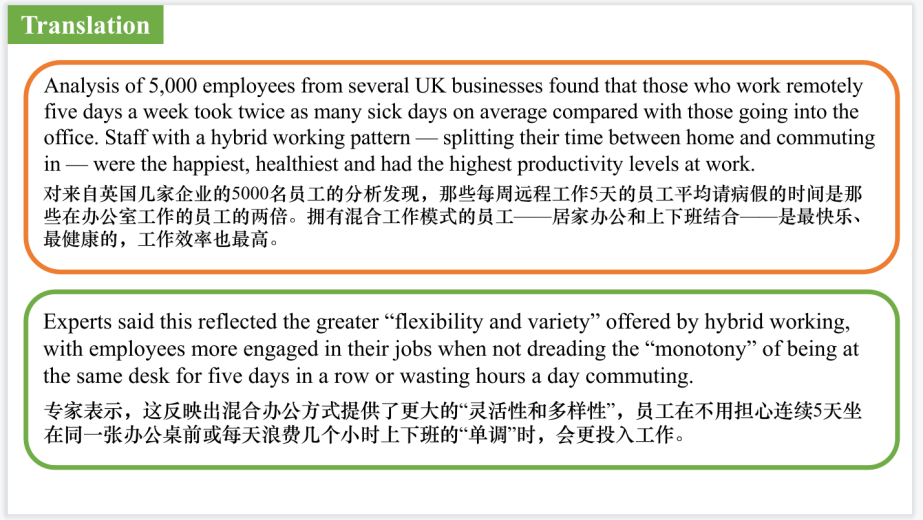 Translation
Analysis of 5,000 employees from several UK businesses found that those who work remotely
five days a week took twice as many sick days on average compared with those going into the
office. Staff with a hybrid working pattern — splitting their time between home and commuting
in — were the happiest, healthiest and had the highest productivity levels at work.
对来自英国几家企业的5000名员工的分析发现，那些每周远程工作5天的员工平均请病假的时间是那
些在办公室工作的员工的两倍。拥有混合工作模式的员工——居家办公和上下班结合——是最快乐、
最健康的，工作效率也最高。
Experts said this reflected the greater “flexibility and variety” offered by hybrid working,
with employees more engaged in their jobs when not dreading the “monotony” of being at
the same desk for five days in a row or wasting hours a day commuting.
专家表示，这反映出混合办公方式提供了更大的“灵活性和多样性”，员工在不用担心连续5天坐
在同一张办公桌前或每天浪费几个小时上下班的“单调”时，会更投入工作。